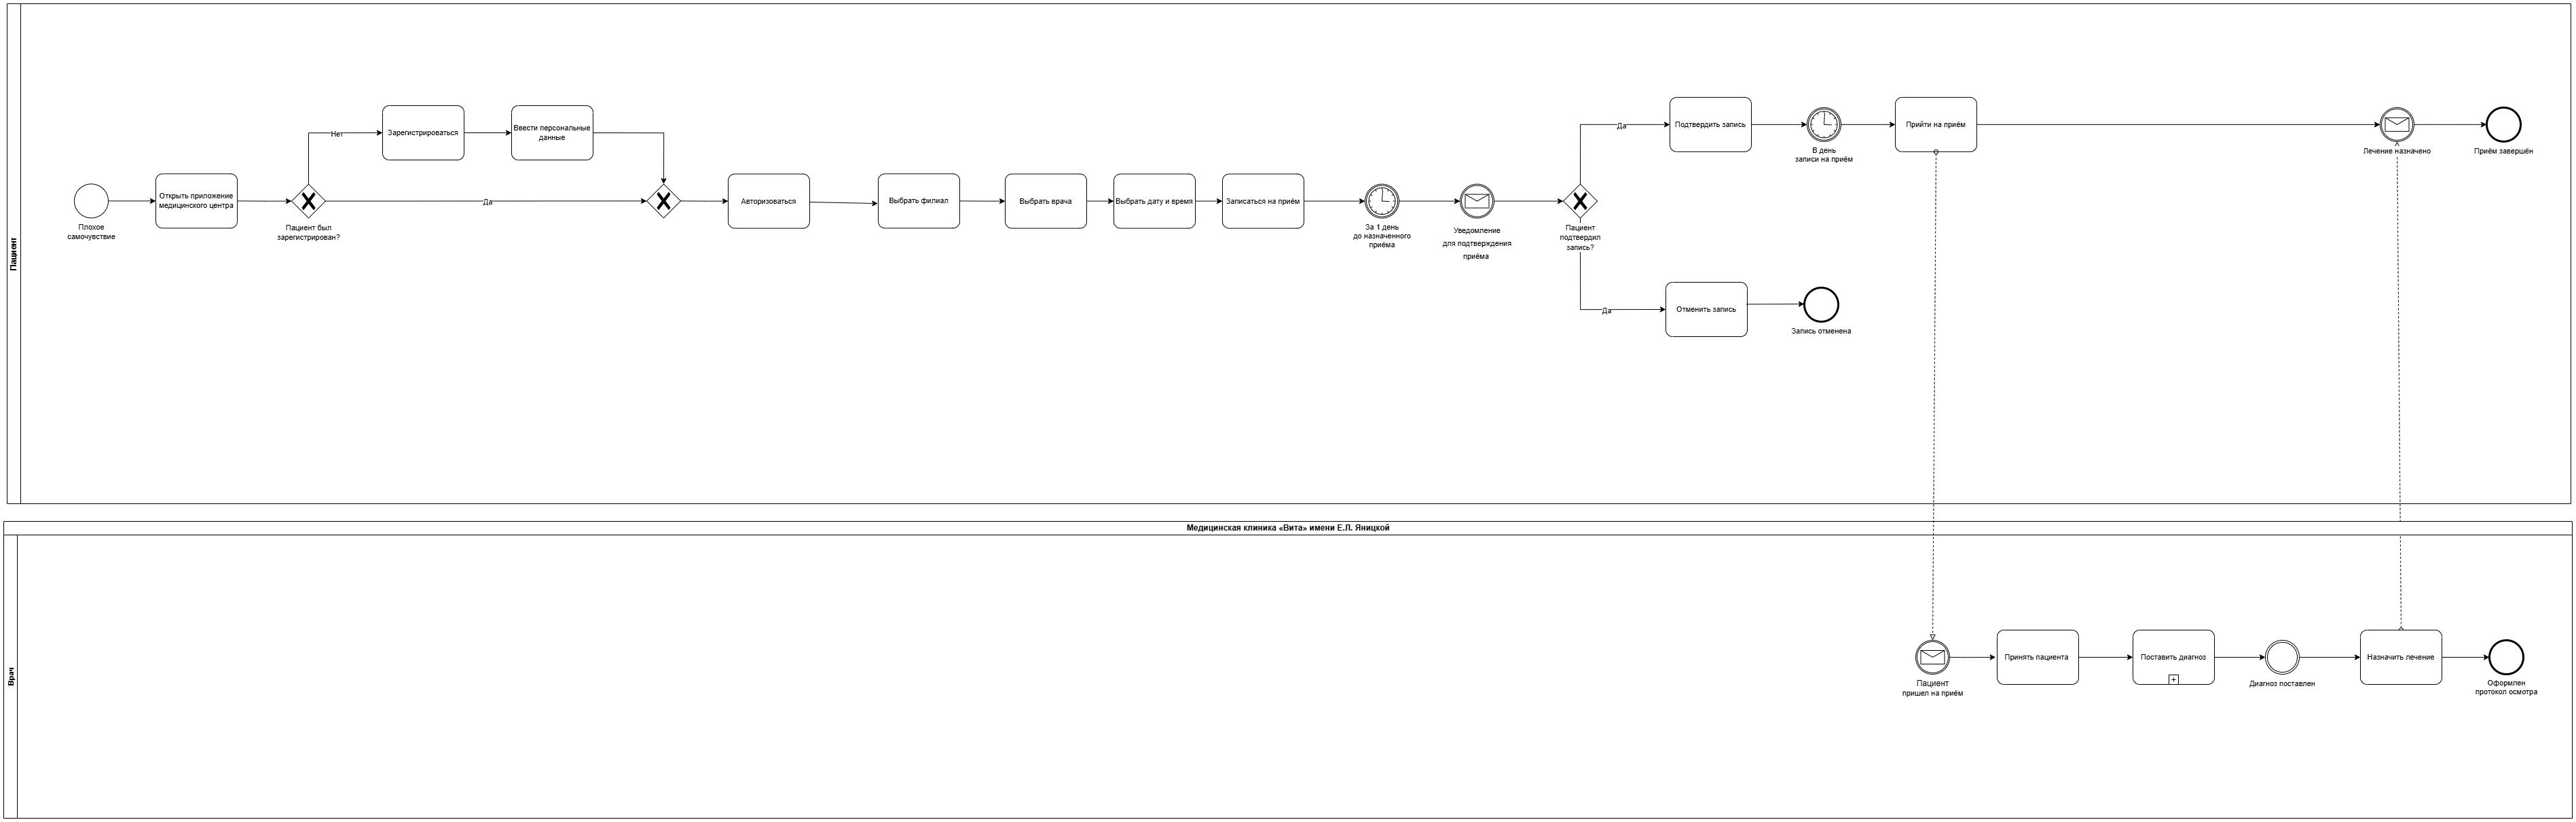 Пациент
Плохое
самочувствие
Открыть приложение
медицинского центра
Пациент был
зарегистрирован?
Нет
Зарегистрироваться
Ввести персональные
данные
Да
Авторизоваться
Выбрать филиал
Выбрать врача
Выбрать дату и время
Записаться на приём
За 1 день
до назначенного
приёма
Уведомление
для подтверждения
приёма
Пациент
подтвердил
запись?
Да
Подтвердить запись
В день
записи на приём
Прийти на приём
Лечение назначено
Приём завершён
Да
Отменить запись
Запись отменена
Медицинская клиника «Вита» имени Е.Л. Яницкой
Врач
Пациент
пришел на приём
Принять пациента
Поставить диагноз
Диагноз поставлен
Назначить лечение
Оформлен
протокол осмотра